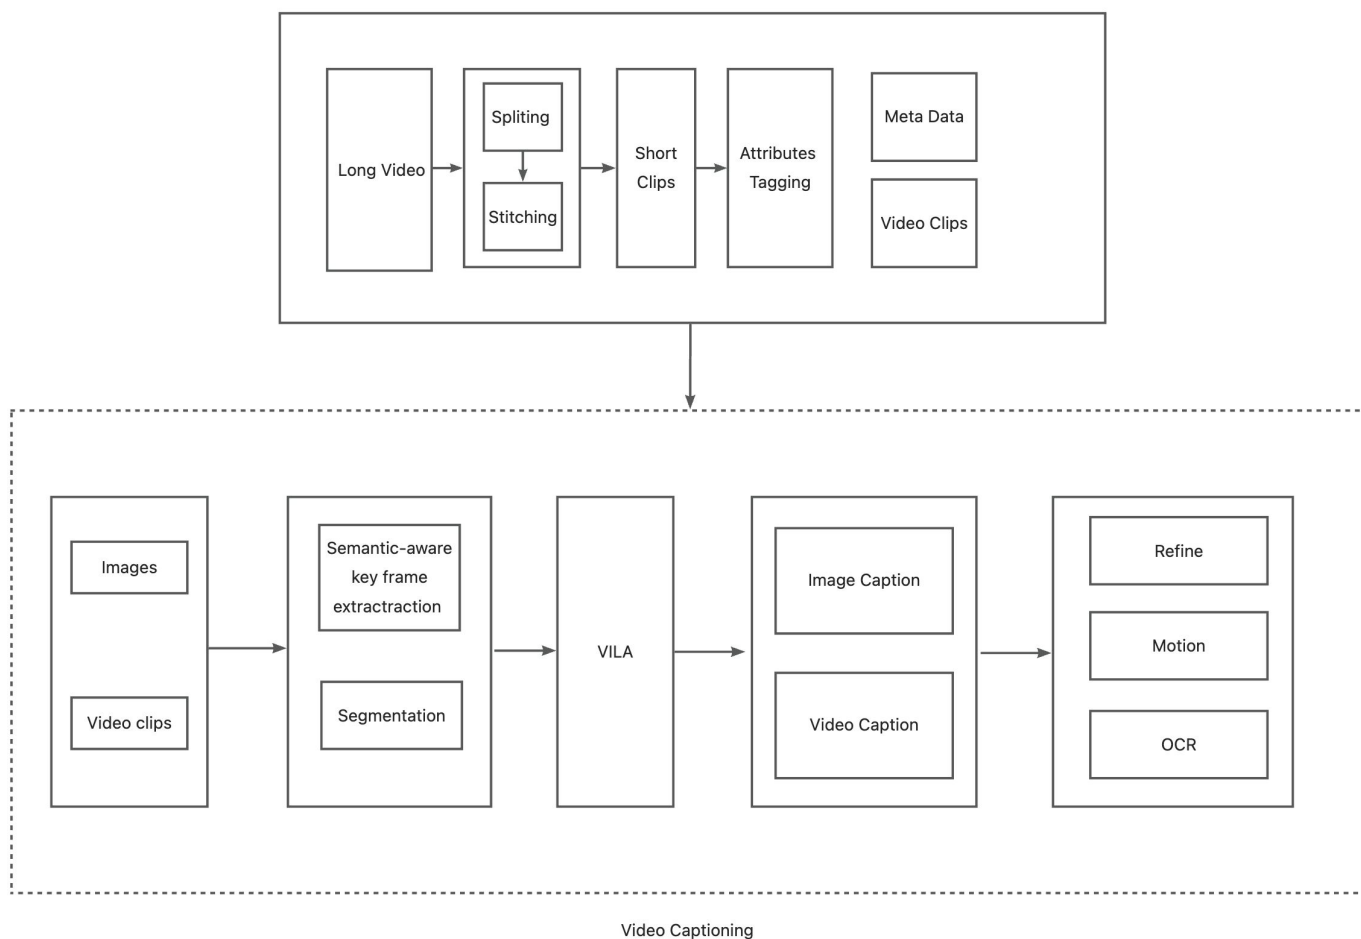 Long Video
Spliting
Stitching
Short
Clips
Attributes
Tagging
Meta Data
Video Clips
Images
Video clips
Semantic-aware
key frame
extractraction
Segmentation
VILA
Image Caption
Video Caption
Refine
Motion
OCR
Video Captioning